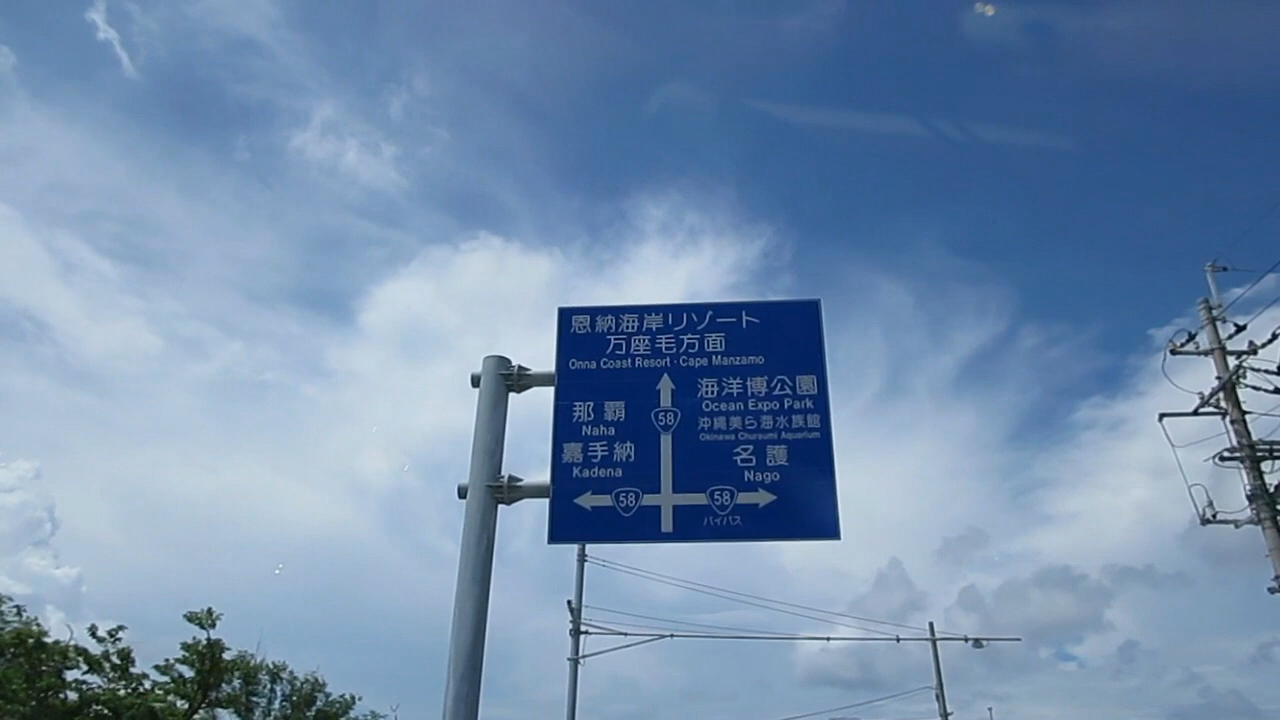 恩納海岸リゾート
万座毛方面
Onna Coast Resort · Cape Manzamo
58
那覇
Naha
嘉手納
Kadena
58
海洋博公園
Ocean Expo Park
沖縄美ら海水族館
Okinawa Churaumi Aquarium
名護
Nago
58
バイパス